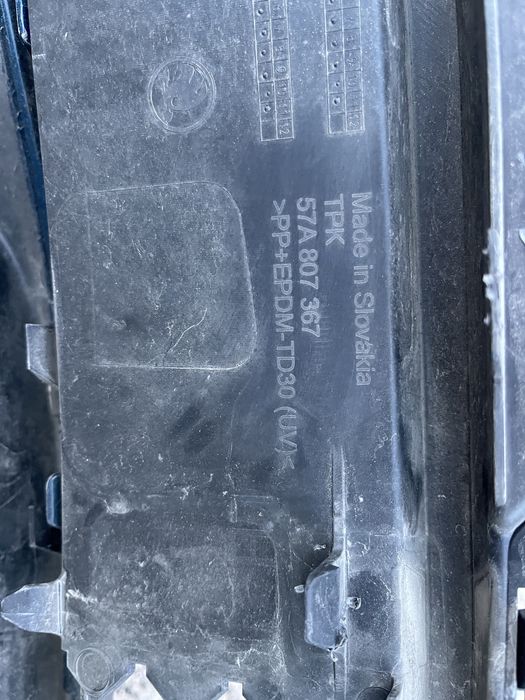 Made in Slovakia
TPK
57A 807 367
>PP+EPDM-TD30 (UV)<